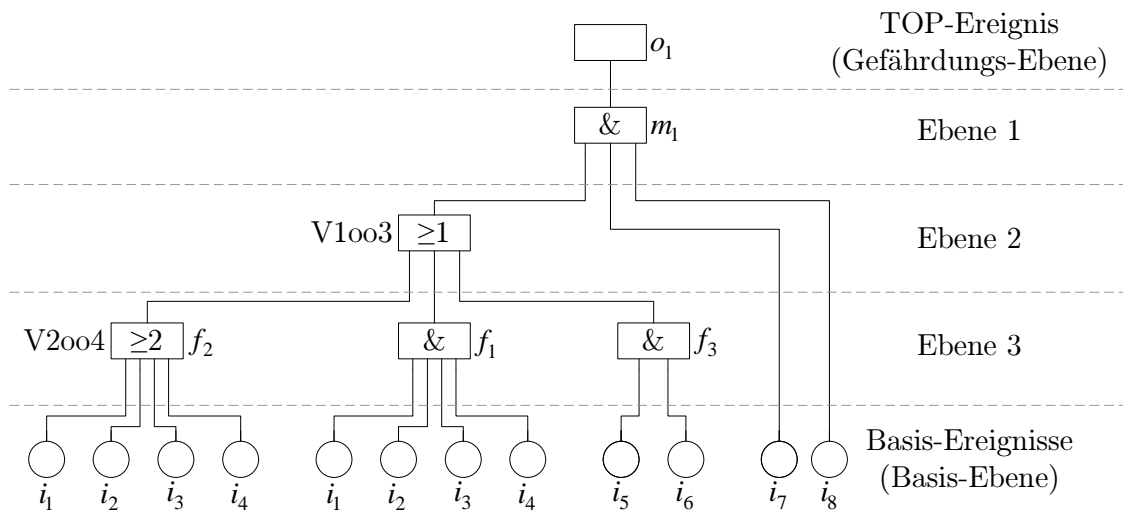 TOP-Ereignis
(Gefährdungs-Ebene)
o₁
& m₁
Ebene 1
V1oo3 ≥1
Ebene 2
V2oo4 ≥2 f₂
& f₁
& f₃
Ebene 3
Basis-Ereignisse
(Basis-Ebene)
i₁ i₂ i₃ i₄ i₁ i₂ i₃ i₄ i₅ i₆ i₇ i₈